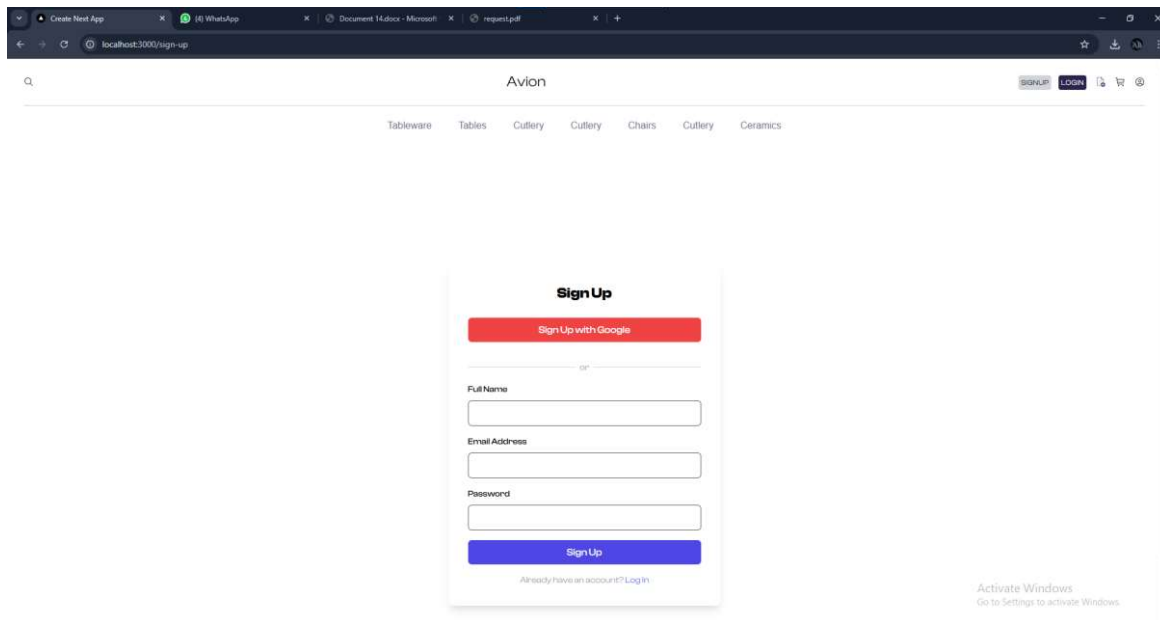 Create Next App (4) WhatsApp Document 14.docx - Microsoft request.pdf
localhost:3000/sign-up
Avion SIGNUP LOGIN
Tableware Tables Cutlery Cutlery Chairs Cutlery Ceramics
Sign Up
Sign Up with Google
or
Full Name
Email Address
Password
Sign Up
Already have an account? Log in
Activate Windows
Go to Settings to activate Windows.